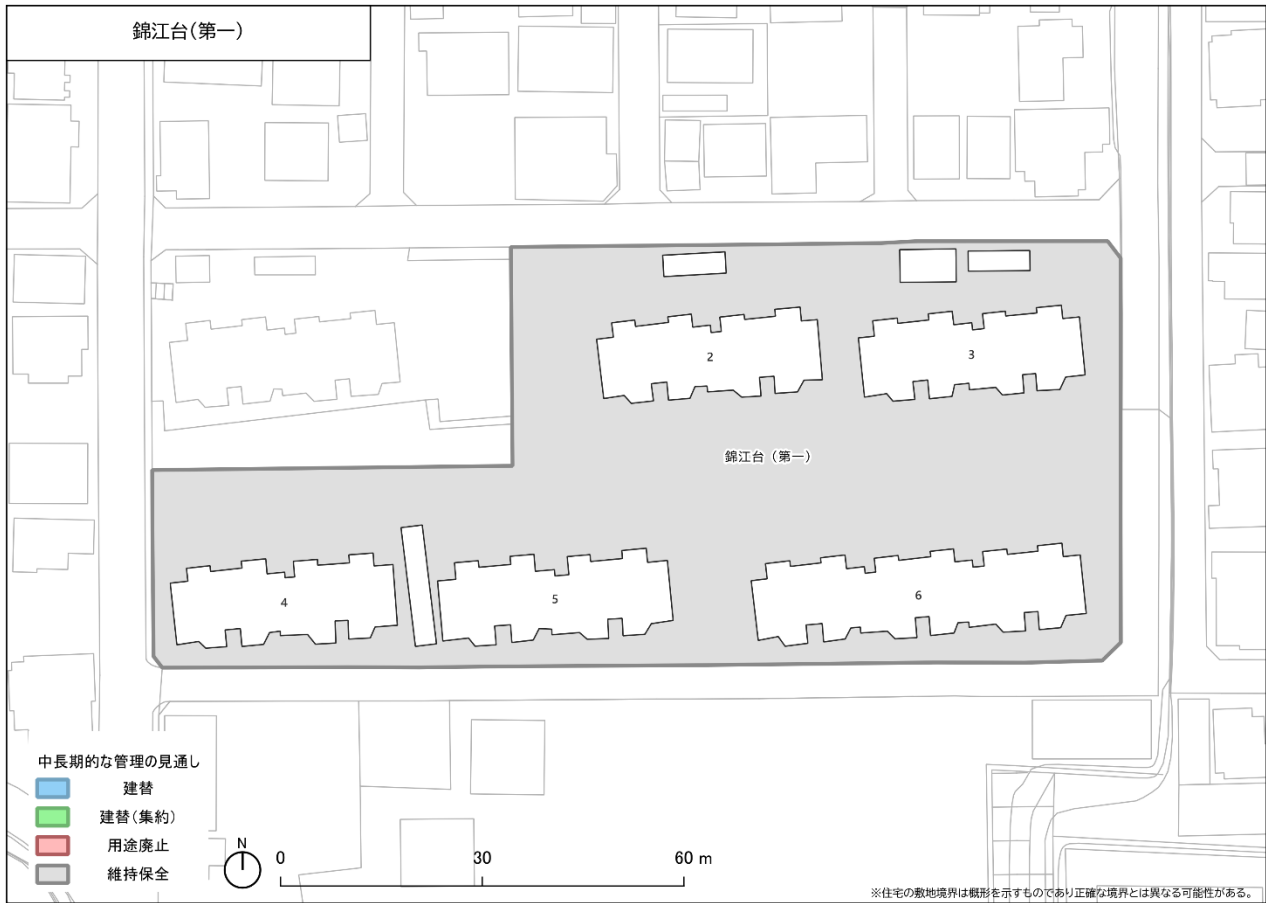 錦江台(第一)
2
3
錦江台（第一）
4
5
6
中長期的な管理の見通し
建替
建替(集約)
用途廃止
維持保全
N
0 30 60 m
※住宅の敷地境界は概形を示すものであり正確な境界とは異なる可能性がある。